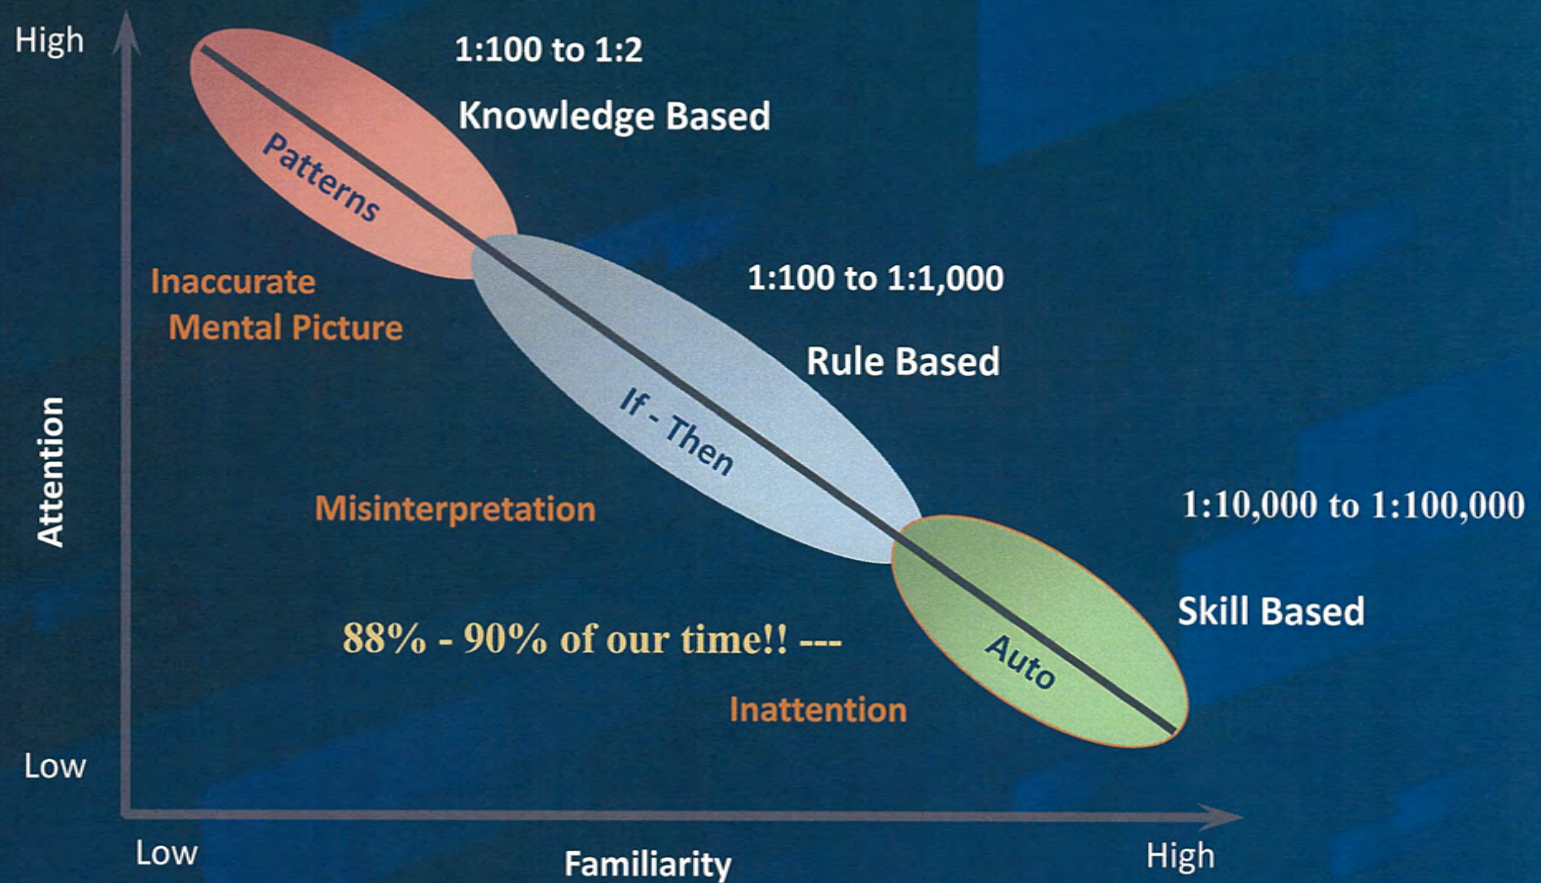 High
1:100 to 1:2
Knowledge Based
Patterns
Inaccurate
Mental Picture
1:100 to 1:1,000
Rule Based
If - Then
Attention
Misinterpretation
1:10,000 to 1:100,000
Skill Based
88% - 90% of our time!! ---
Auto
Inattention
Low
Low
Familiarity
High